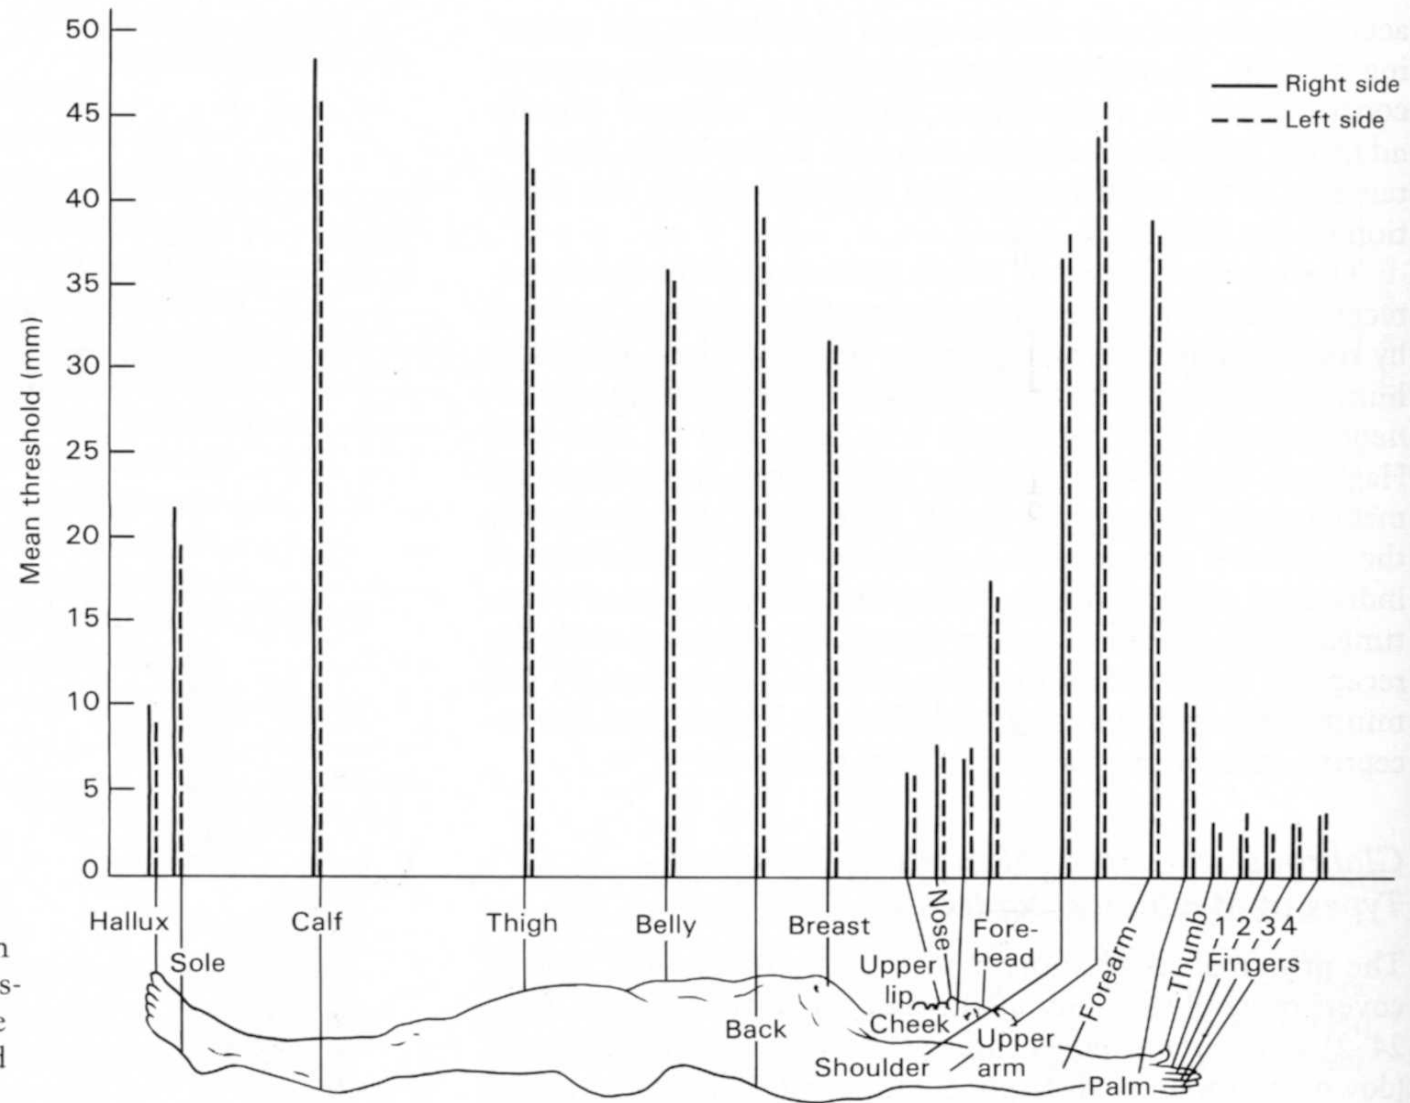 50
45
40
35
30
25
20
15
10
5
0
Mean threshold (mm)
Right side
Left side
Hallux
Sole
Calf
Thigh
Belly
Back
Breast
Upper
lip
Nose
Cheek
Fore-
head
Shoulder
Upper
arm
Forearm
Palm
Thumb
1 2 3 4
Fingers